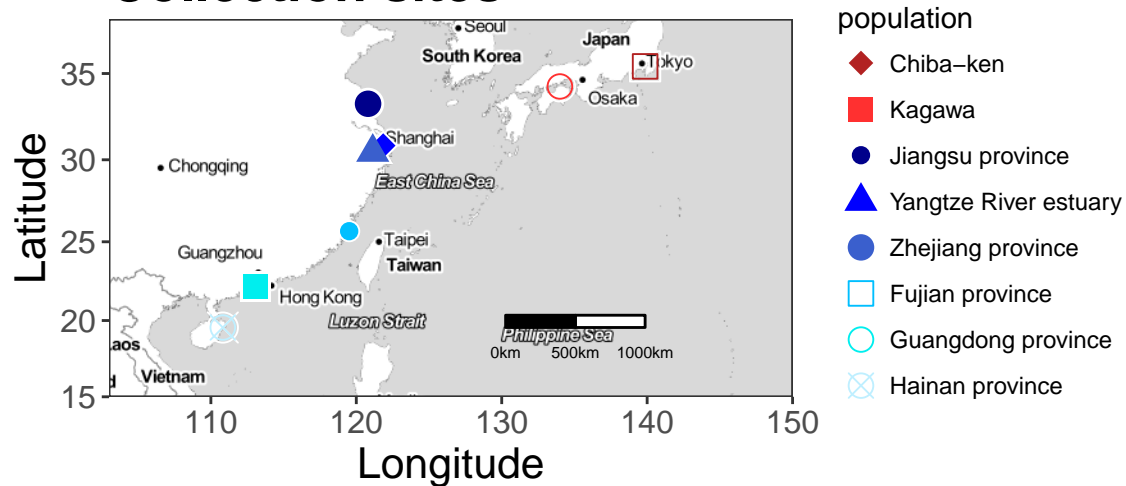 Collection sites
population
Chiba−ken
Kagawa
Jiangsu province
Yangtze River estuary
Zhejiang province
Fujian province
Guangdong province
Hainan province
Latitude
35
30
25
20
15
Seoul
South Korea
Japan
Tokyo
Osaka
Shanghai
Chongqing
East China Sea
Guangzhou
Taipei
Taiwan
Hong Kong
Luzon Strait
Philippine Sea
0km 500km 1000km
aos
Vietnam
110 120 130 140 150
Longitude